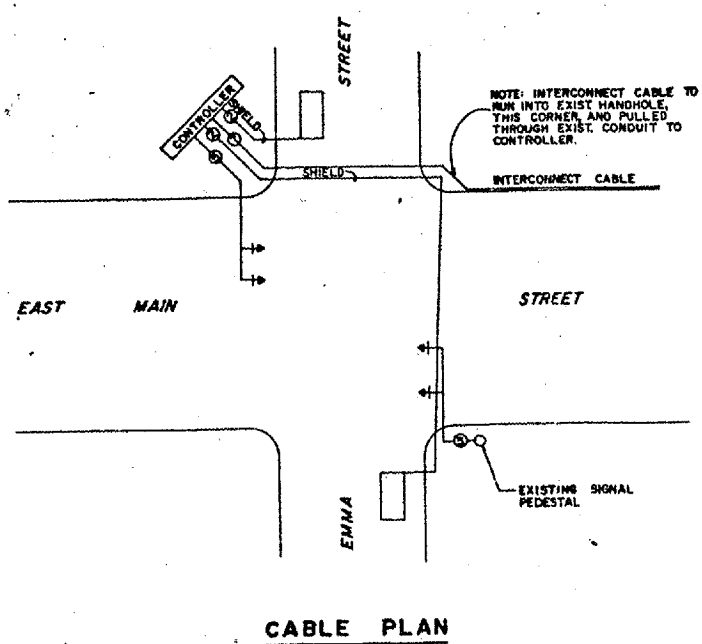 STREET
CONTROLLER
SHIELD
NOTE: INTERCONNECT CABLE TO
RUN INTO EXIST HANDHOLE,
THIS CORNER, AND PULLED
THROUGH EXIST. CONDUIT TO
CONTROLLER.
SHIELD
INTERCONNECT CABLE
EAST MAIN
STREET
5
EXISTING SIGNAL
PEDESTAL
EMMA
CABLE PLAN